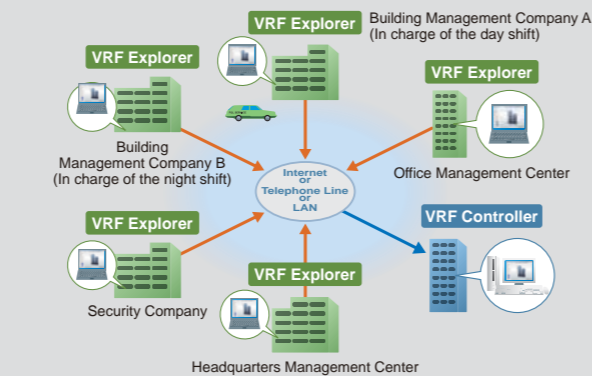 VRF Explorer
Building Management Company A
(In charge of the day shift)
VRF Explorer
Building
Management Company B
(In charge of the night shift)
VRF Explorer
Office Management Center
Internet
or
Telephone Line
or
LAN
VRF Explorer
Security Company
VRF Controller
VRF Explorer
Headquarters Management Center